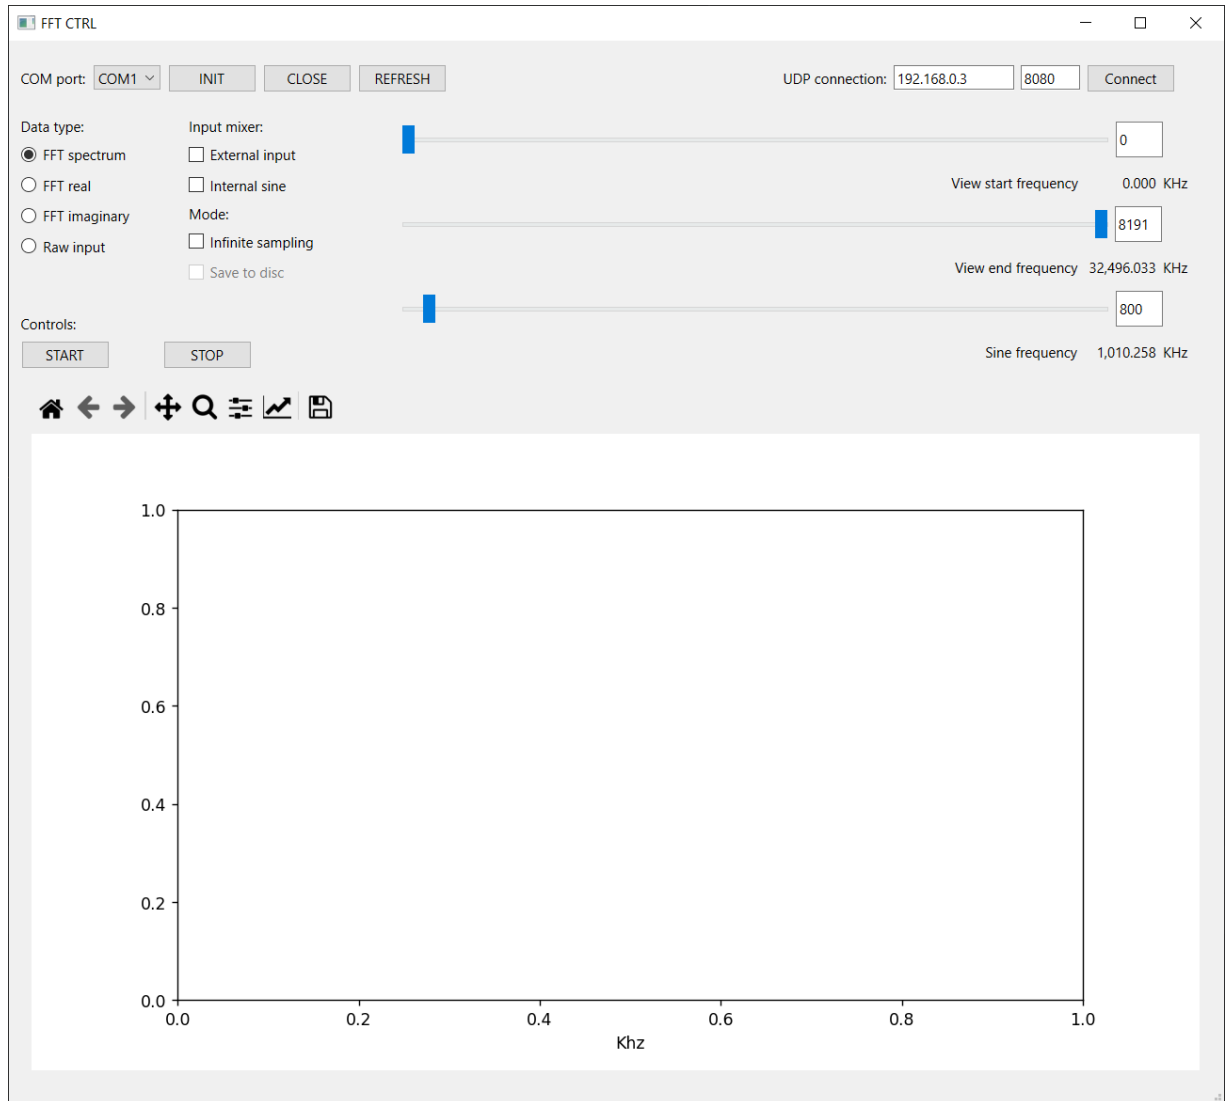 FFT CTRL
COM port: COM1 INIT CLOSE REFRESH UDP connection: 192.168.0.3 8080 Connect
Data type:
FFT spectrum
FFT real
FFT imaginary
Raw input
Input mixer:
External input
Internal sine
Mode:
Infinite sampling
Save to disc
0
View start frequency 0.000 KHz
8191
View end frequency 32,496.033 KHz
800
Sine frequency 1,010.258 KHz
Controls:
START STOP
1.0
0.8
0.6
0.4
0.2
0.0
0.0 0.2 0.4 0.6 0.8 1.0
Khz